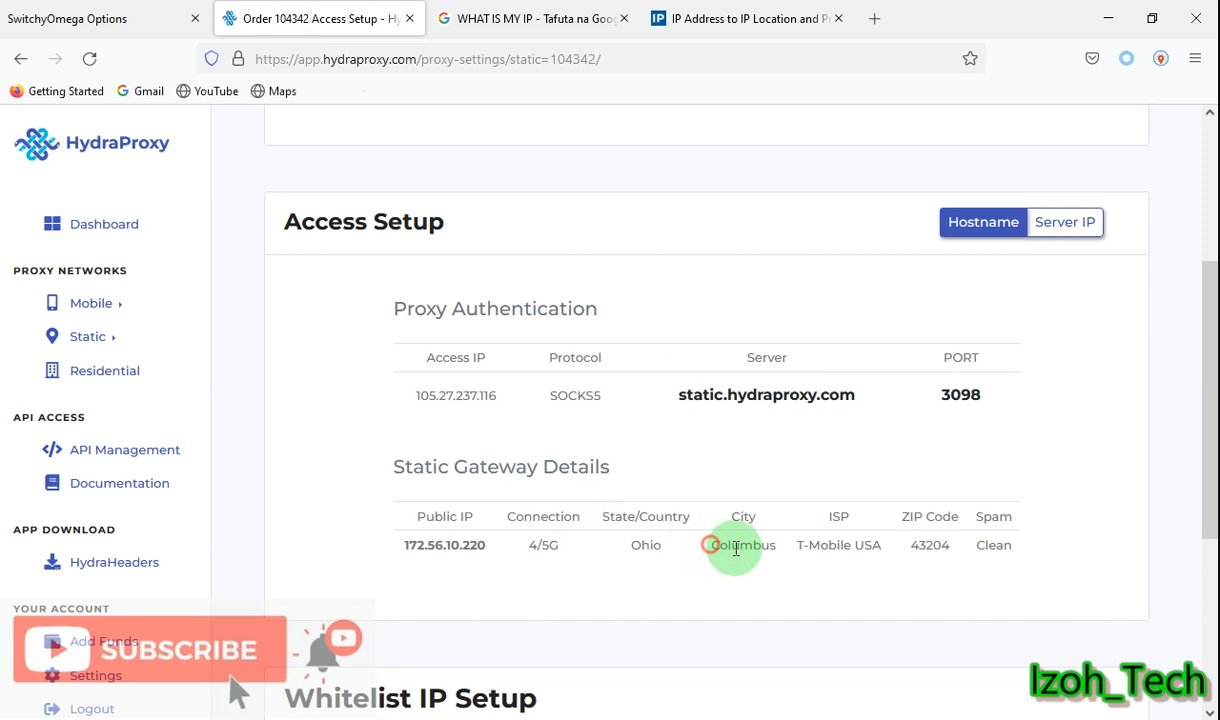 SwitchyOmega Options
Order 104342 Access Setup - Hy
WHAT IS MY IP - Tafuta na Goog
IP Address to IP Location and P
https://app.hydraproxy.com/proxy-settings/static=104342/
Getting Started
Gmail
YouTube
Maps
HydraProxy
Dashboard
PROXY NETWORKS
Mobile
Static
Residential
API ACCESS
API Management
Documentation
APP DOWNLOAD
HydraHeaders
YOUR ACCOUNT
Add Funds
Settings
Logout
SUBSCRIBE
Access Setup
Hostname Server IP
Proxy Authentication
Access IP Protocol Server PORT
105.27.237.116 SOCKS5 static.hydraproxy.com 3098
Static Gateway Details
Public IP Connection State/Country City ISP ZIP Code Spam
172.56.10.220 4/5G Ohio Columbus T-Mobile USA 43204 Clean
Whitelist IP Setup
Izoh_Tech